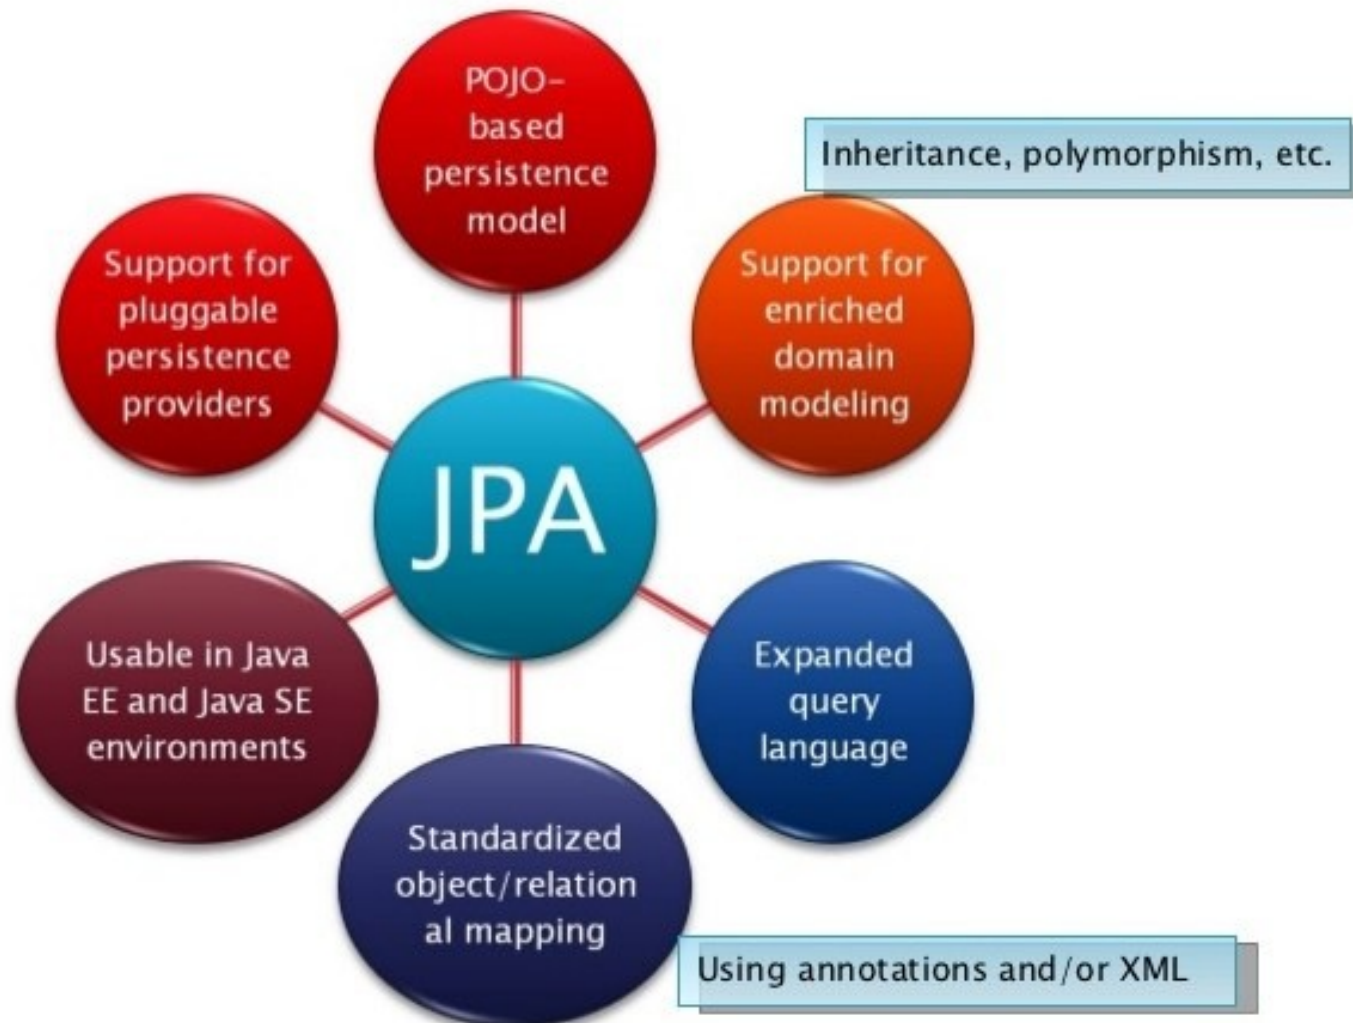 POJO-
based
persistence
model
Inheritance, polymorphism, etc.
Support for
pluggable
persistence
providers
Support for
enriched
domain
modeling
JPA
Usable in Java
EE and Java SE
environments
Expanded
query
language
Standardized
object/relation
al mapping
Using annotations and/or XML